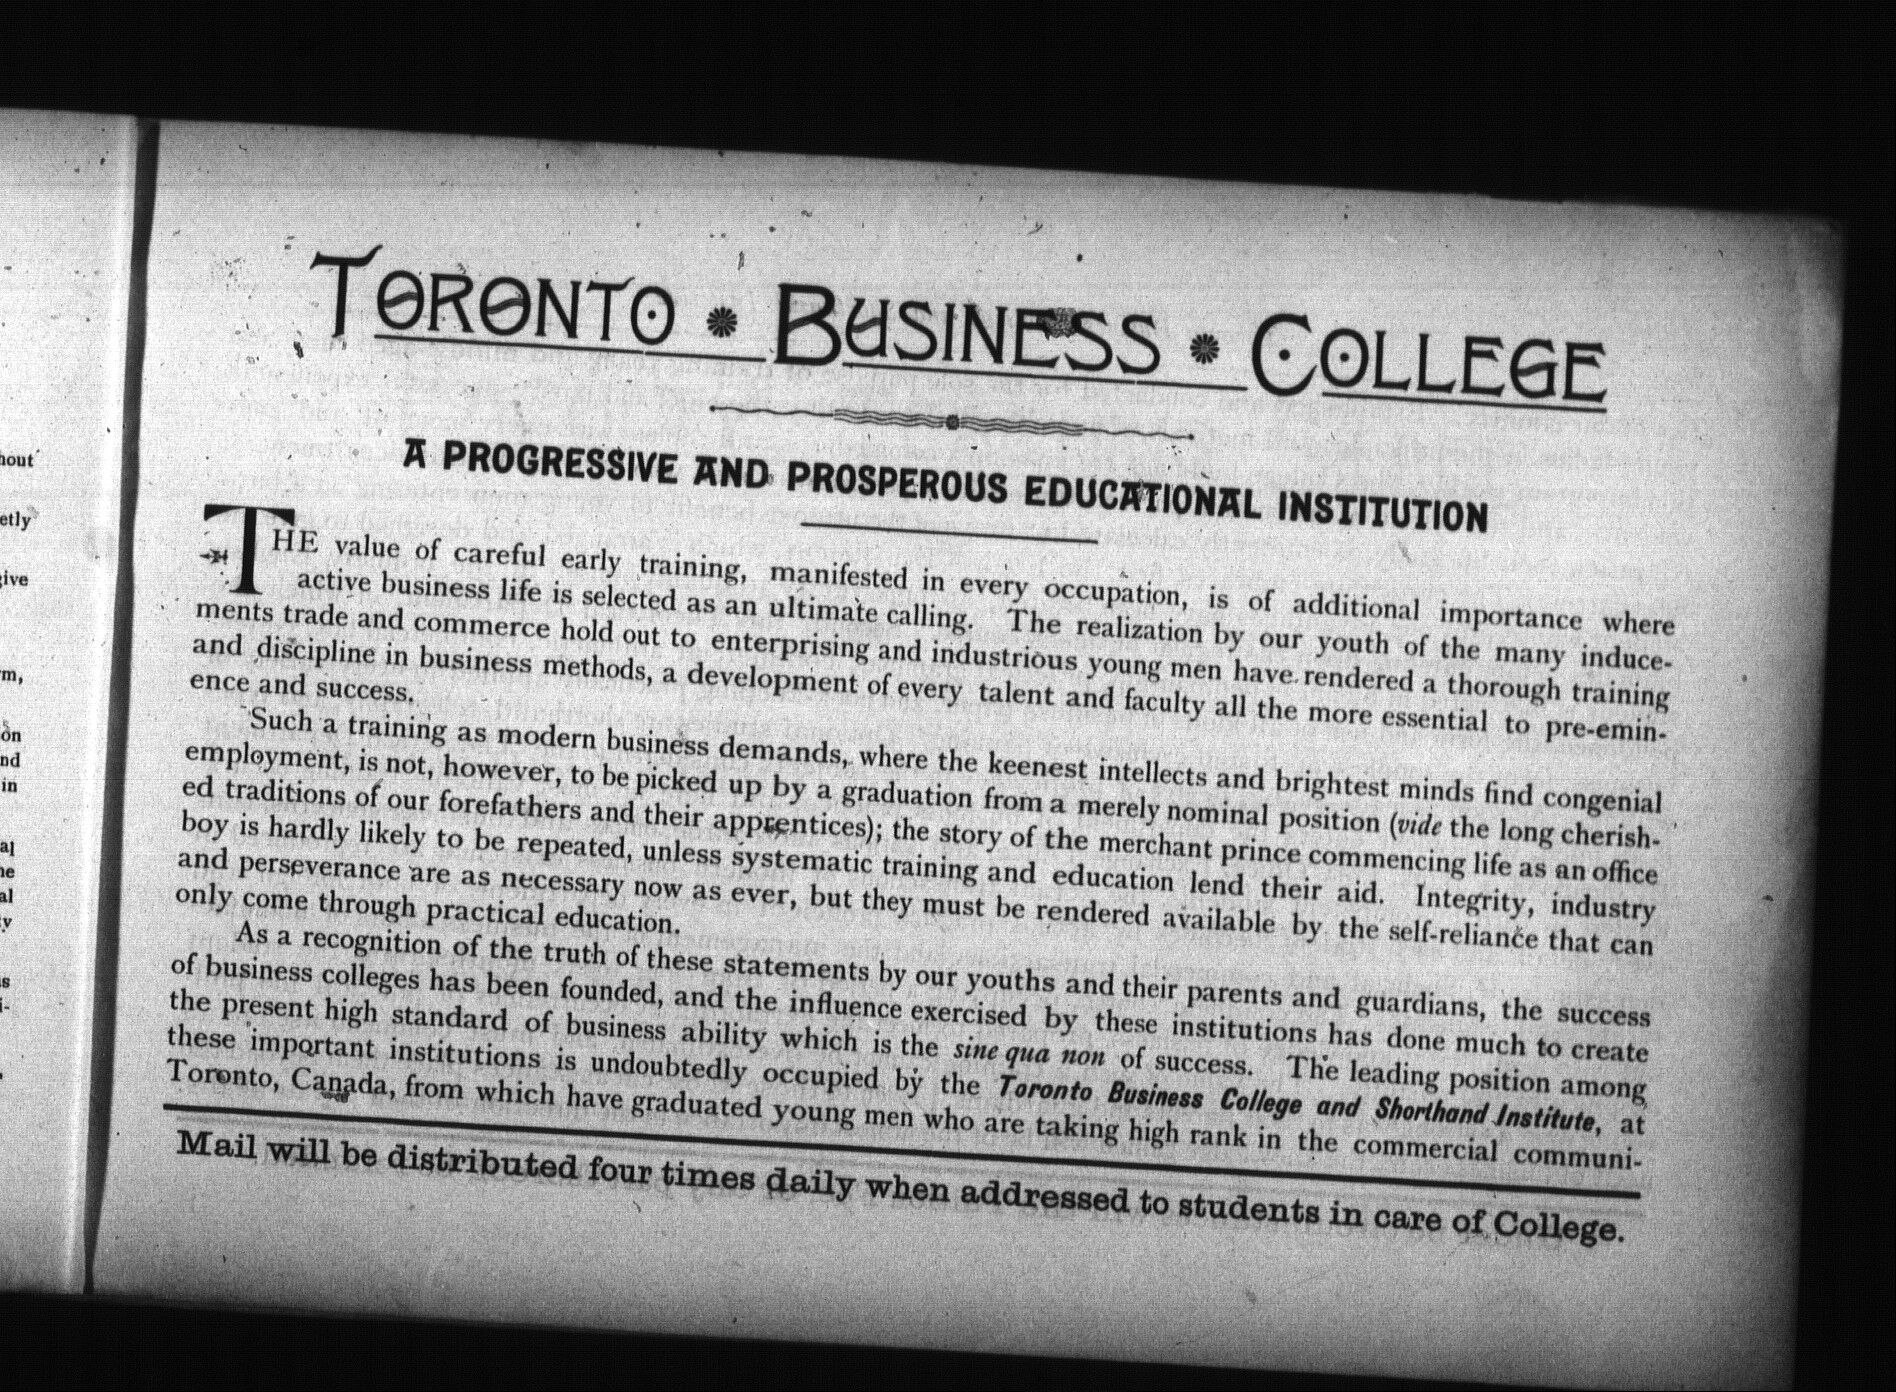 hout
etly
give
rm,
on
nd
in
al
he
al
y
s
i-
TORONTO BUSINESS COLLEGE
A PROGRESSIVE AND PROSPEROUS EDUCATIONAL INSTITUTION
THE value of careful early training, manifested in every occupation, is of additional importance where
active business life is selected as an ultimate calling. The realization by our youth of the many induce-
ments trade and commerce hold out to enterprising and industrious young men have rendered a thorough training
and discipline in business methods, a development of every talent and faculty all the more essential to pre-emin-
ence and success.
Such a training as modern business demands, where the keenest intellects and brightest minds find congenial
employment, is not, however, to be picked up by a graduation from a merely nominal position (vide the long cherish-
ed traditions of our forefathers and their apprentices); the story of the merchant prince commencing life as an office
boy is hardly likely to be repeated, unless systematic training and education lend their aid. Integrity, industry
and perseverance are as necessary now as ever, but they must be rendered available by the self-reliance that can
only come through practical education.
As a recognition of the truth of these statements by our youths and their parents and guardians, the success
of business colleges has been founded, and the influence exercised by these institutions has done much to create
the present high standard of business ability which is the sine qua non of success. The leading position among
these important institutions is undoubtedly occupied by the Toronto Business College and Shorthand Institute, at
Toronto, Canada, from which have graduated young men who are taking high rank in the commercial communi-
Mail will be distributed four times daily when addressed to students in care of College.